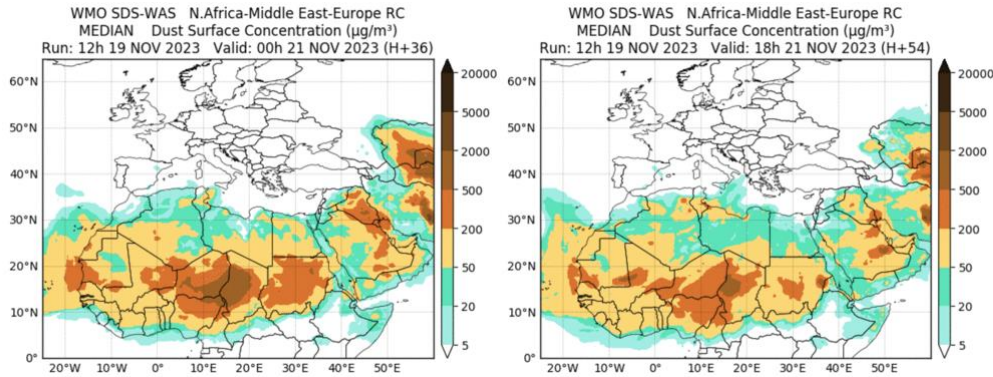 WMO SDS-WAS N.Africa-Middle East-Europe RC
MEDIAN Dust Surface Concentration (µg/m³)
Run: 12h 19 NOV 2023 Valid: 00h 21 NOV 2023 (H+36)
60°N
50°N
40°N
30°N
20°N
10°N
0°
20°W
10°W
0°
10°E
20°E
30°E
40°E
50°E
20000
5000
2000
500
200
50
20
5
WMO SDS-WAS N.Africa-Middle East-Europe RC
MEDIAN Dust Surface Concentration (µg/m³)
Run: 12h 19 NOV 2023 Valid: 18h 21 NOV 2023 (H+54)
60°N
50°N
40°N
30°N
20°N
10°N
0°
20°W
10°W
0°
10°E
20°E
30°E
40°E
50°E
20000
5000
2000
500
200
50
20
5